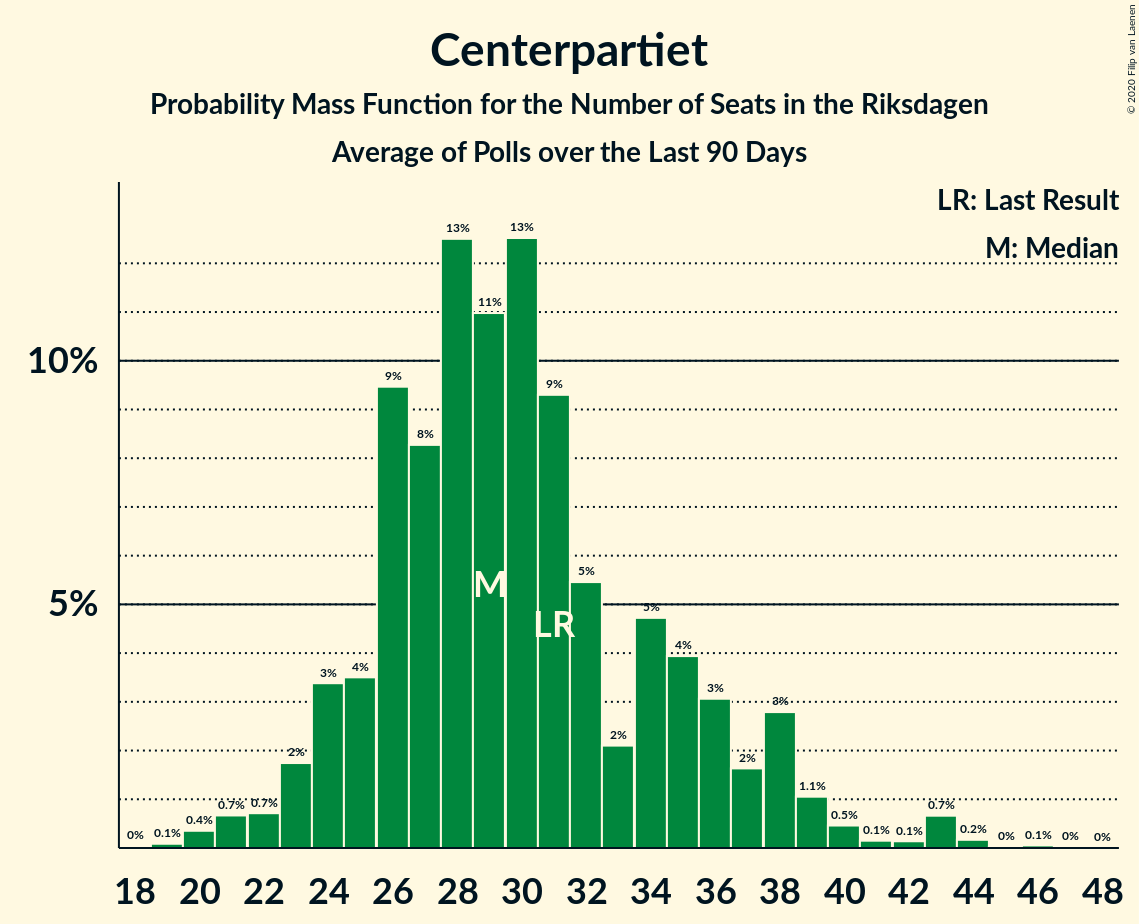 Centerpartiet
Probability Mass Function for the Number of Seats in the Riksdagen
Average of Polls over the Last 90 Days
© 2020 Filip van Laenen
LR: Last Result
M: Median
10%
5%
0% 0.1% 0.4% 0.7% 0.7% 2% 3% 4% 9% 8% 13% 11% 13% 9% 5% 2% 5% 4% 3% 2% 3% 1.1% 0.5% 0.1% 0.1% 0.7% 0.2% 0% 0.1% 0% 0%
M
LR
18 20 22 24 26 28 30 32 34 36 38 40 42 44 46 48